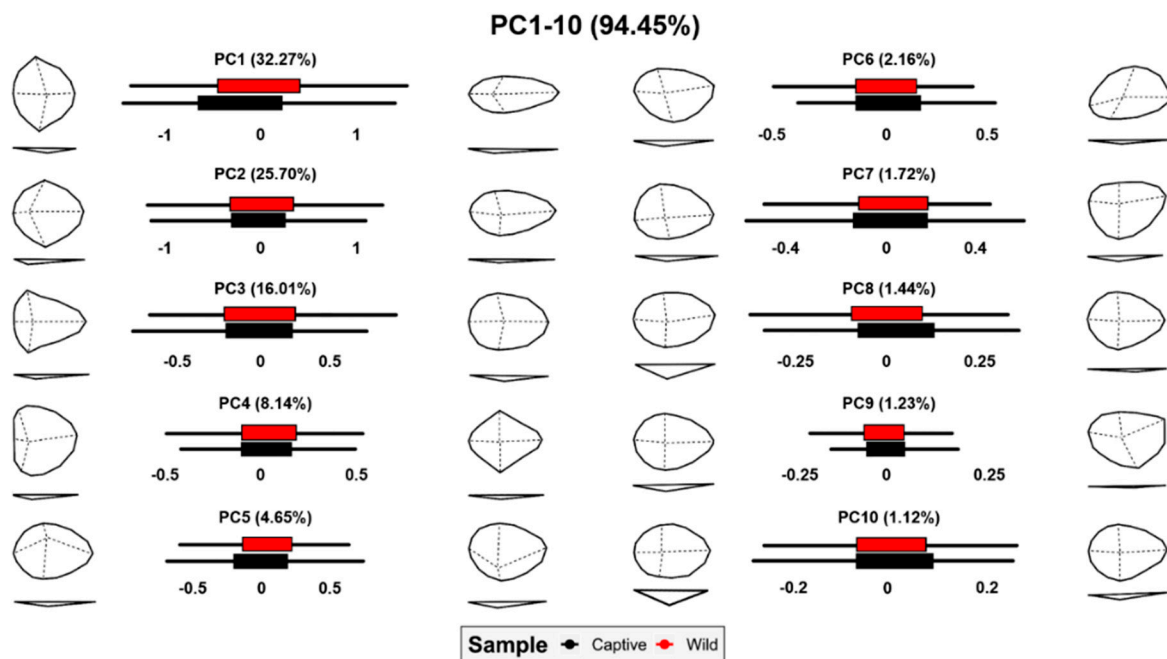 PC1-10 (94.45%)
PC1 (32.27%)
-1 0 1
PC2 (25.70%)
-1 0 1
PC3 (16.01%)
-0.5 0 0.5
PC4 (8.14%)
-0.5 0 0.5
PC5 (4.65%)
-0.5 0 0.5
PC6 (2.16%)
-0.5 0 0.5
PC7 (1.72%)
-0.4 0 0.4
PC8 (1.44%)
-0.25 0 0.25
PC9 (1.23%)
-0.25 0 0.25
PC10 (1.12%)
-0.2 0 0.2
Sample Captive Wild